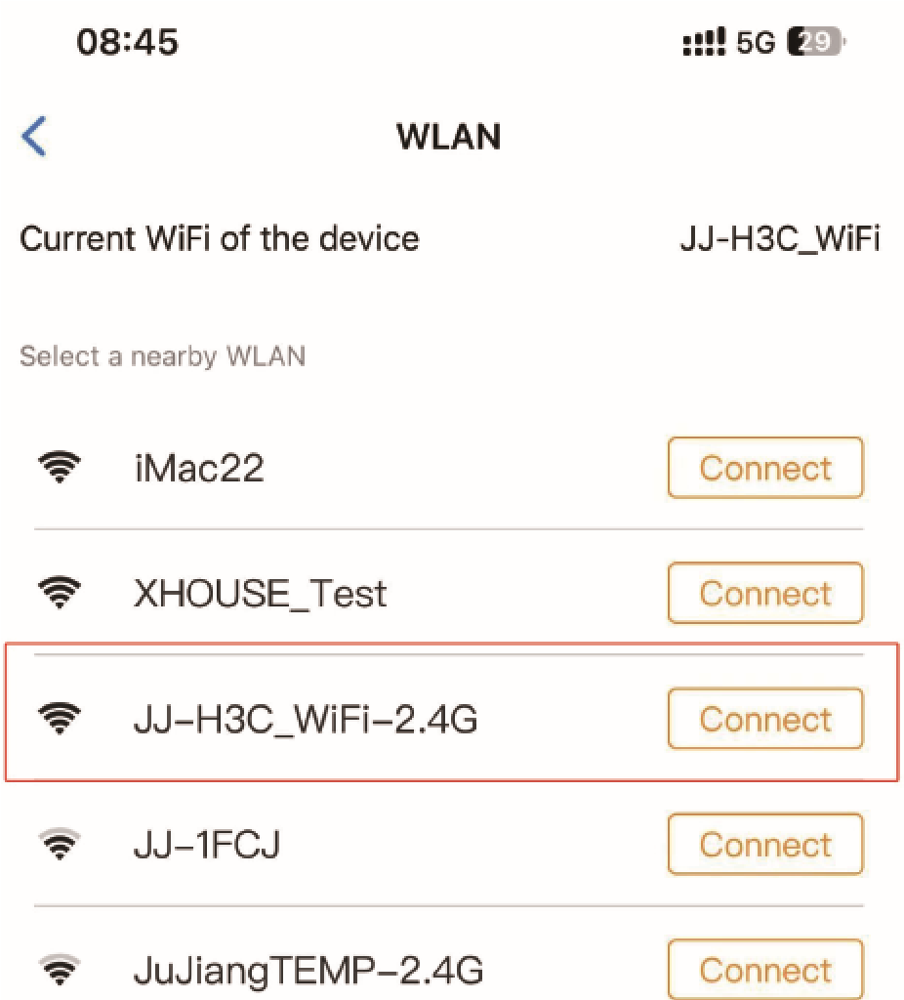 08:45 5G 29
WLAN
Current WiFi of the device JJ-H3C_WiFi
Select a nearby WLAN
iMac22 Connect
XHOUSE_Test Connect
JJ-H3C_WiFi-2.4G Connect
JJ-1FCJ Connect
JuJiangTEMP-2.4G Connect